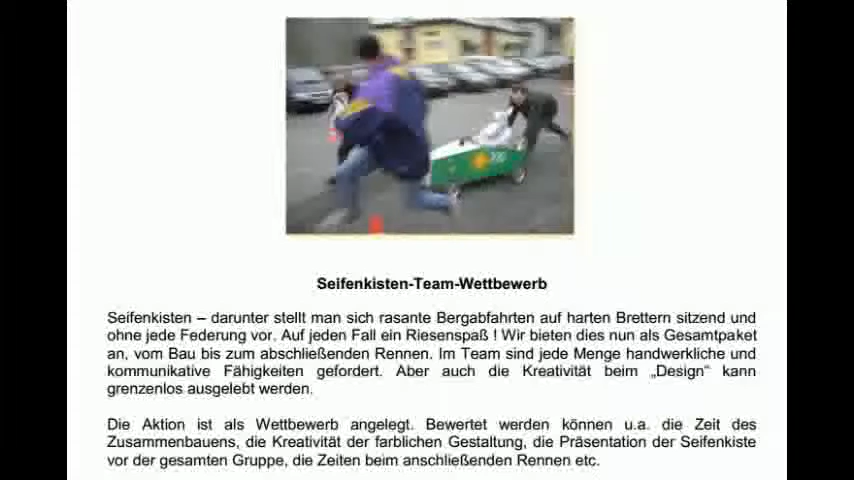 Seifenkisten-Team-Wettbewerb
Seifenkisten – darunter stellt man sich rasante Bergabfahrten auf harten Brettern sitzend und
ohne jede Federung vor. Auf jeden Fall ein Riesenspaß ! Wir bieten dies nun als Gesamtpaket
an, vom Bau bis zum abschließenden Rennen. Im Team sind jede Menge handwerkliche und
kommunikative Fähigkeiten gefordert. Aber auch die Kreativität beim „Design“ kann
grenzenlos ausgelebt werden.
Die Aktion ist als Wettbewerb angelegt. Bewertet werden können u.a. die Zeit des
Zusammenbauens, die Kreativität der farblichen Gestaltung, die Präsentation der Seifenkiste
vor der gesamten Gruppe, die Zeiten beim anschließenden Rennen etc.